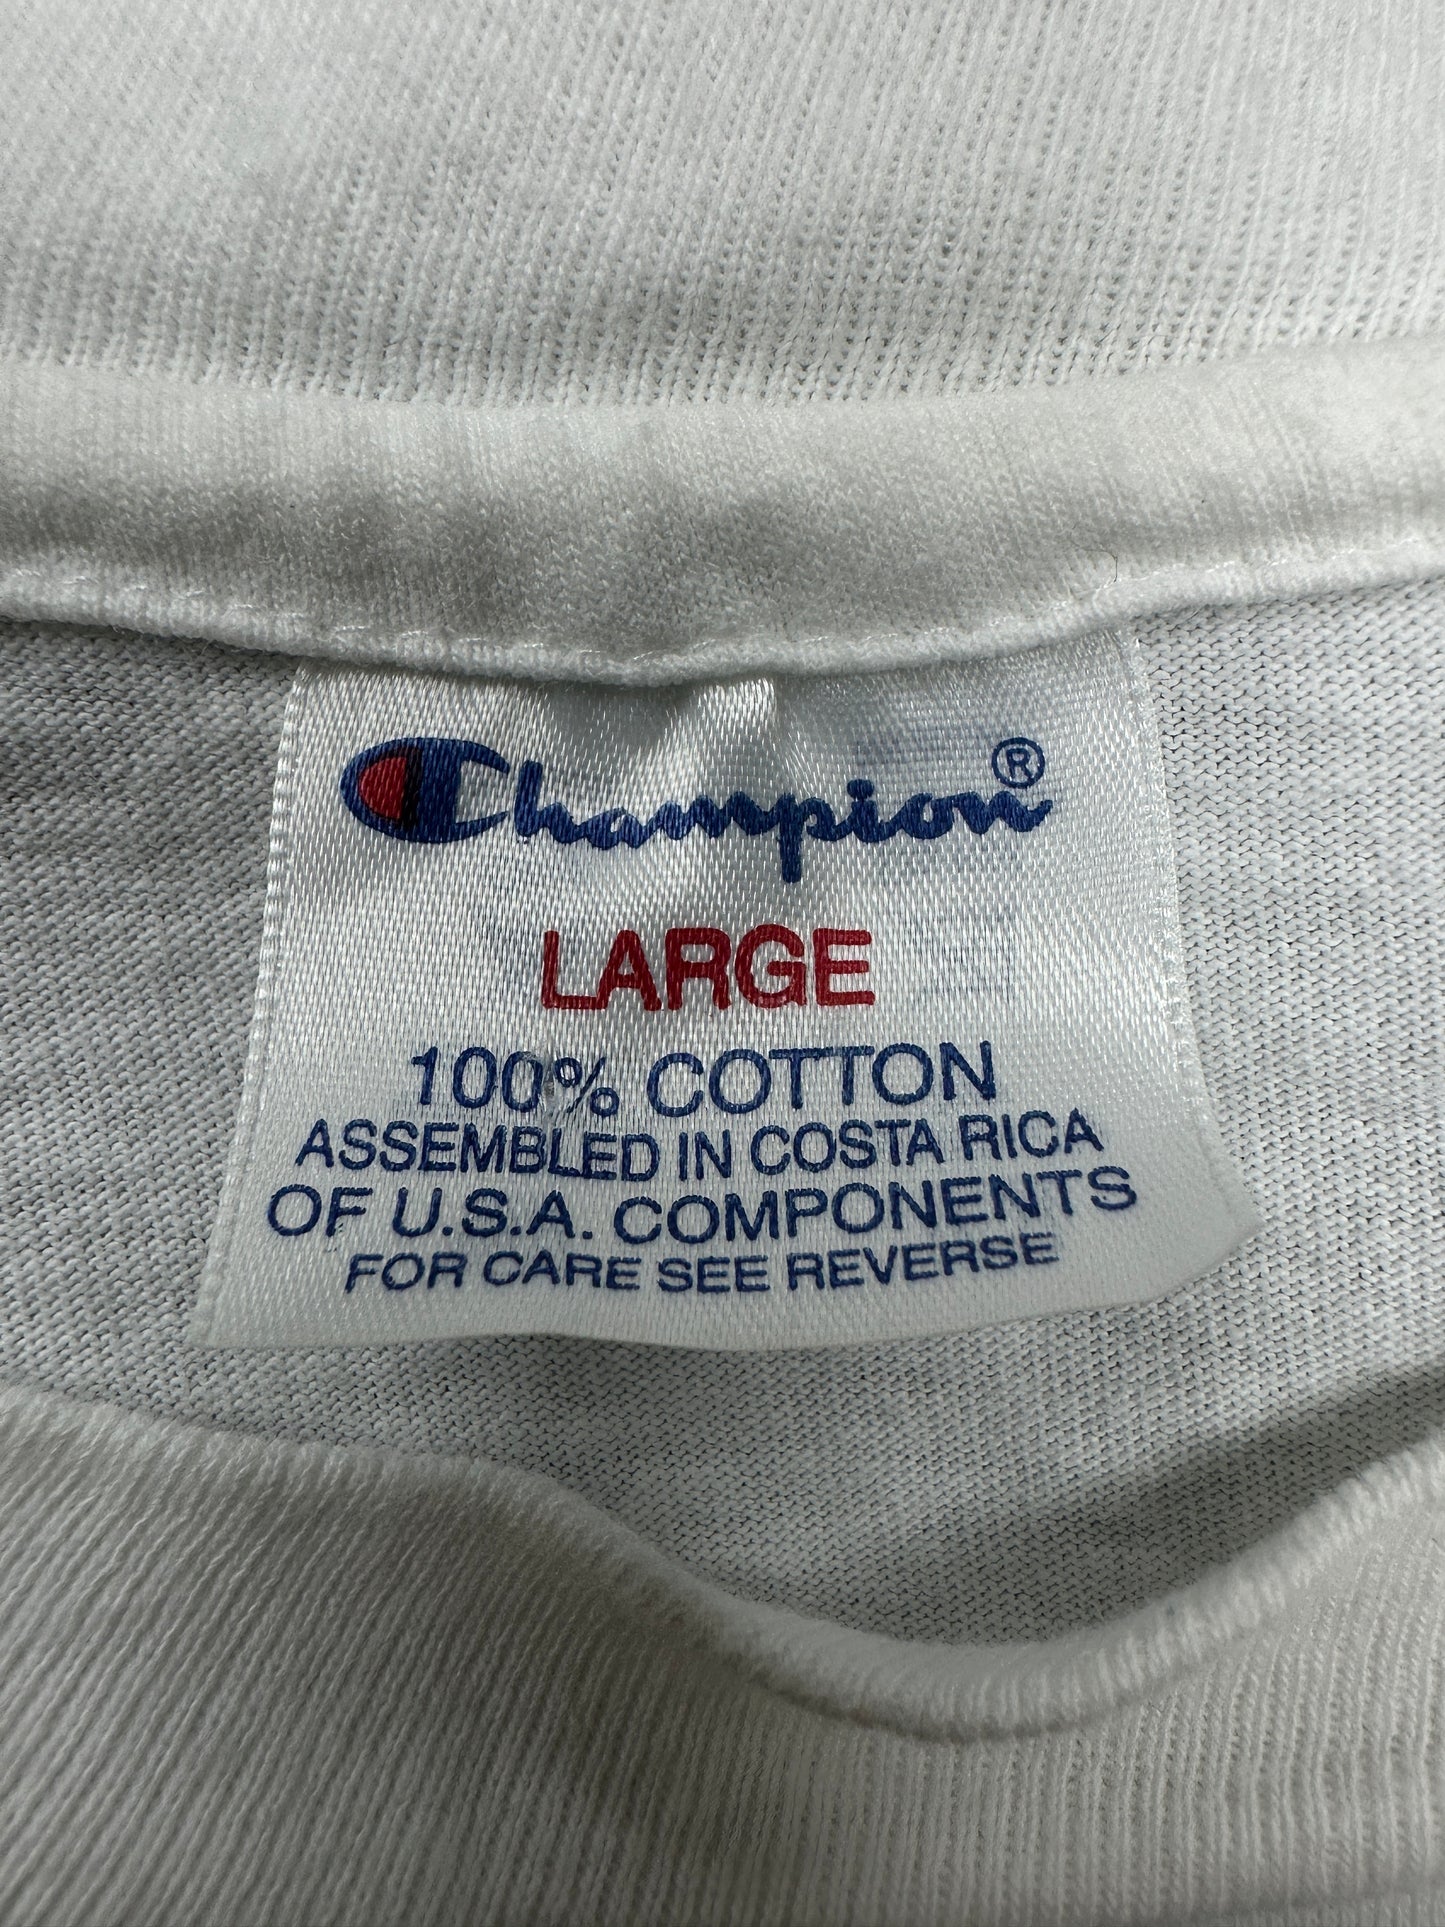 Champion®
LARGE
100% COTTON
ASSEMBLED IN COSTA RICA
OF U.S.A. COMPONENTS
FOR CARE SEE REVERSE